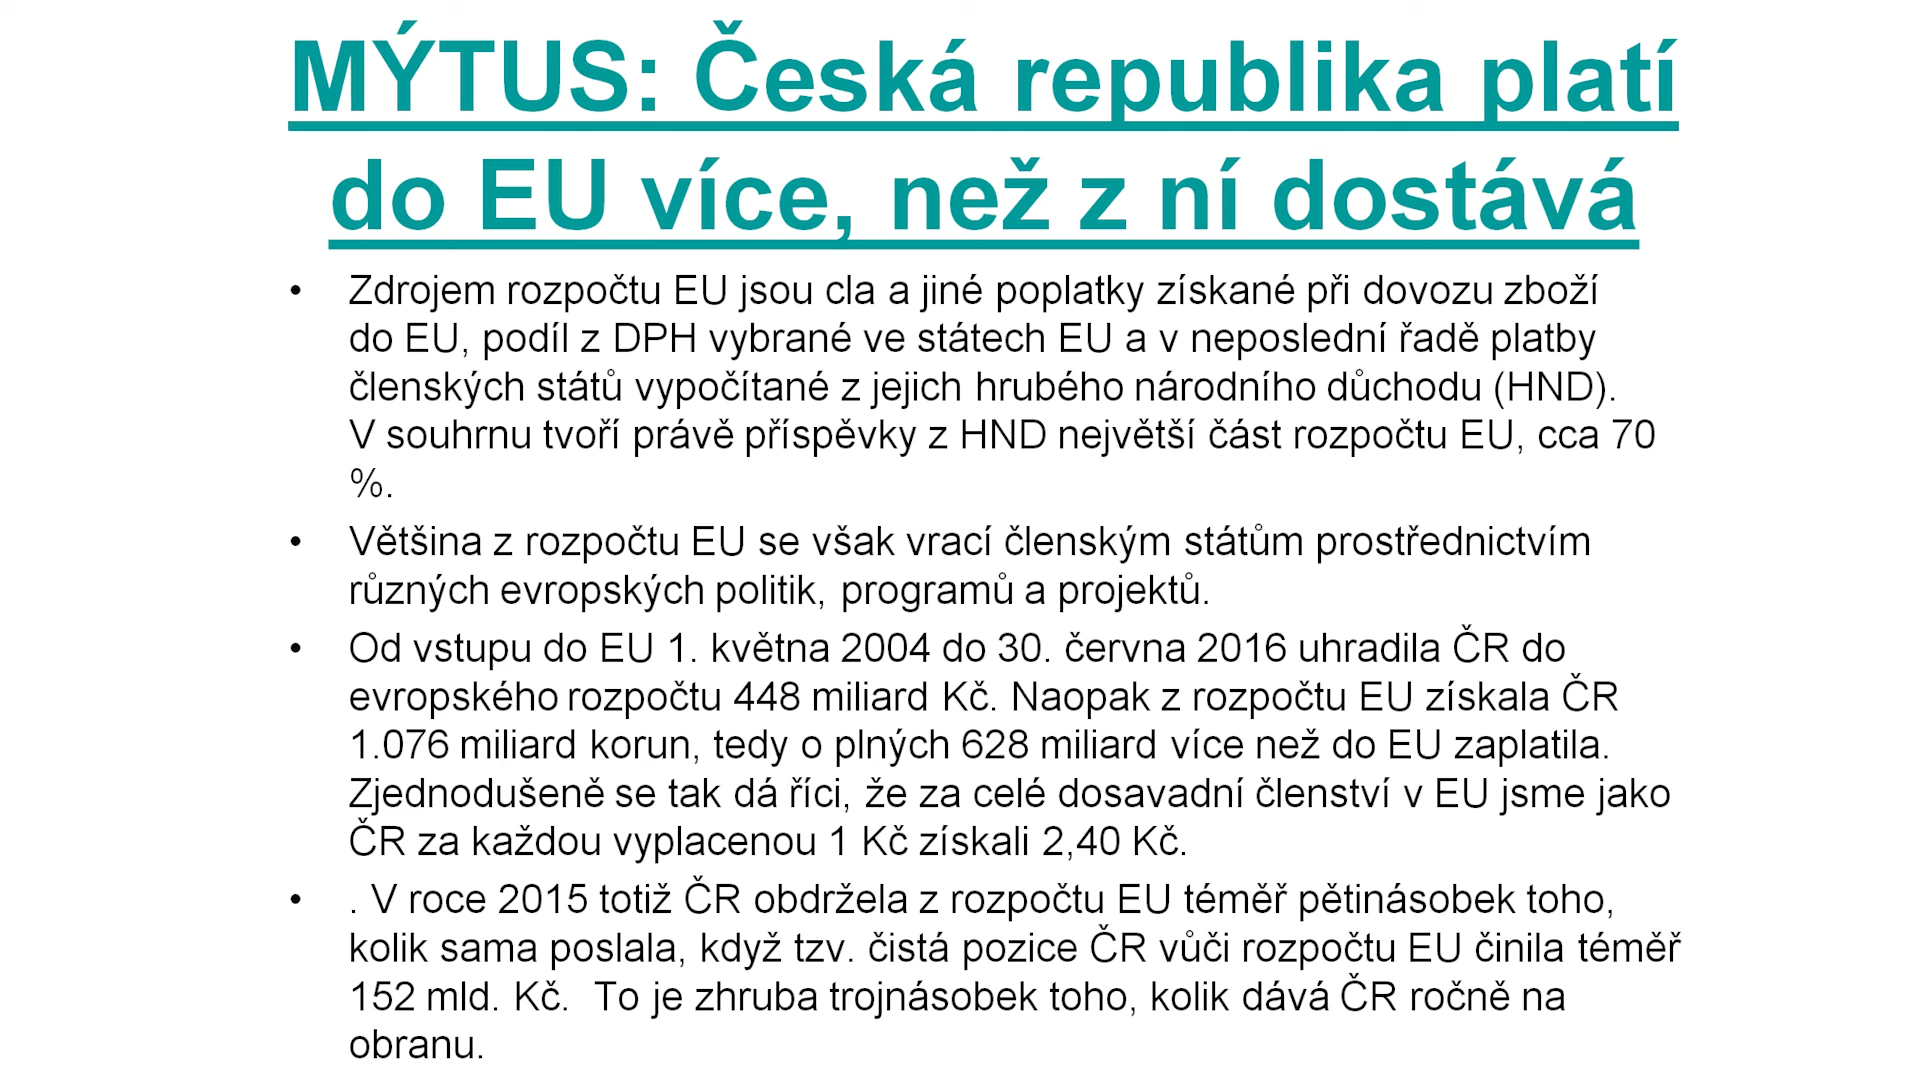 MÝTUS: Česká republika platí
do EU více, než z ní dostává
• Zdrojem rozpočtu EU jsou cla a jiné poplatky získané při dovozu zboží
do EU, podíl z DPH vybrané ve státech EU a v neposlední řadě platby
členských států vypočítané z jejich hrubého národního důchodu (HND).
V souhrnu tvoří právě příspěvky z HND největší část rozpočtu EU, cca 70
%.
• Většina z rozpočtu EU se však vrací členským státům prostřednictvím
různých evropských politik, programů a projektů.
• Od vstupu do EU 1. května 2004 do 30. června 2016 uhradila ČR do
evropského rozpočtu 448 miliard Kč. Naopak z rozpočtu EU získala ČR
1.076 miliard korun, tedy o plných 628 miliard více než do EU zaplatila.
Zjednodušeně se tak dá říci, že za celé dosavadní členství v EU jsme jako
ČR za každou vyplacenou 1 Kč získali 2,40 Kč.
• . V roce 2015 totiž ČR obdržela z rozpočtu EU téměř pětinásobek toho,
kolik sama poslala, když tzv. čistá pozice ČR vůči rozpočtu EU činila téměř
152 mld. Kč.  To je zhruba trojnásobek toho, kolik dává ČR ročně na
obranu.